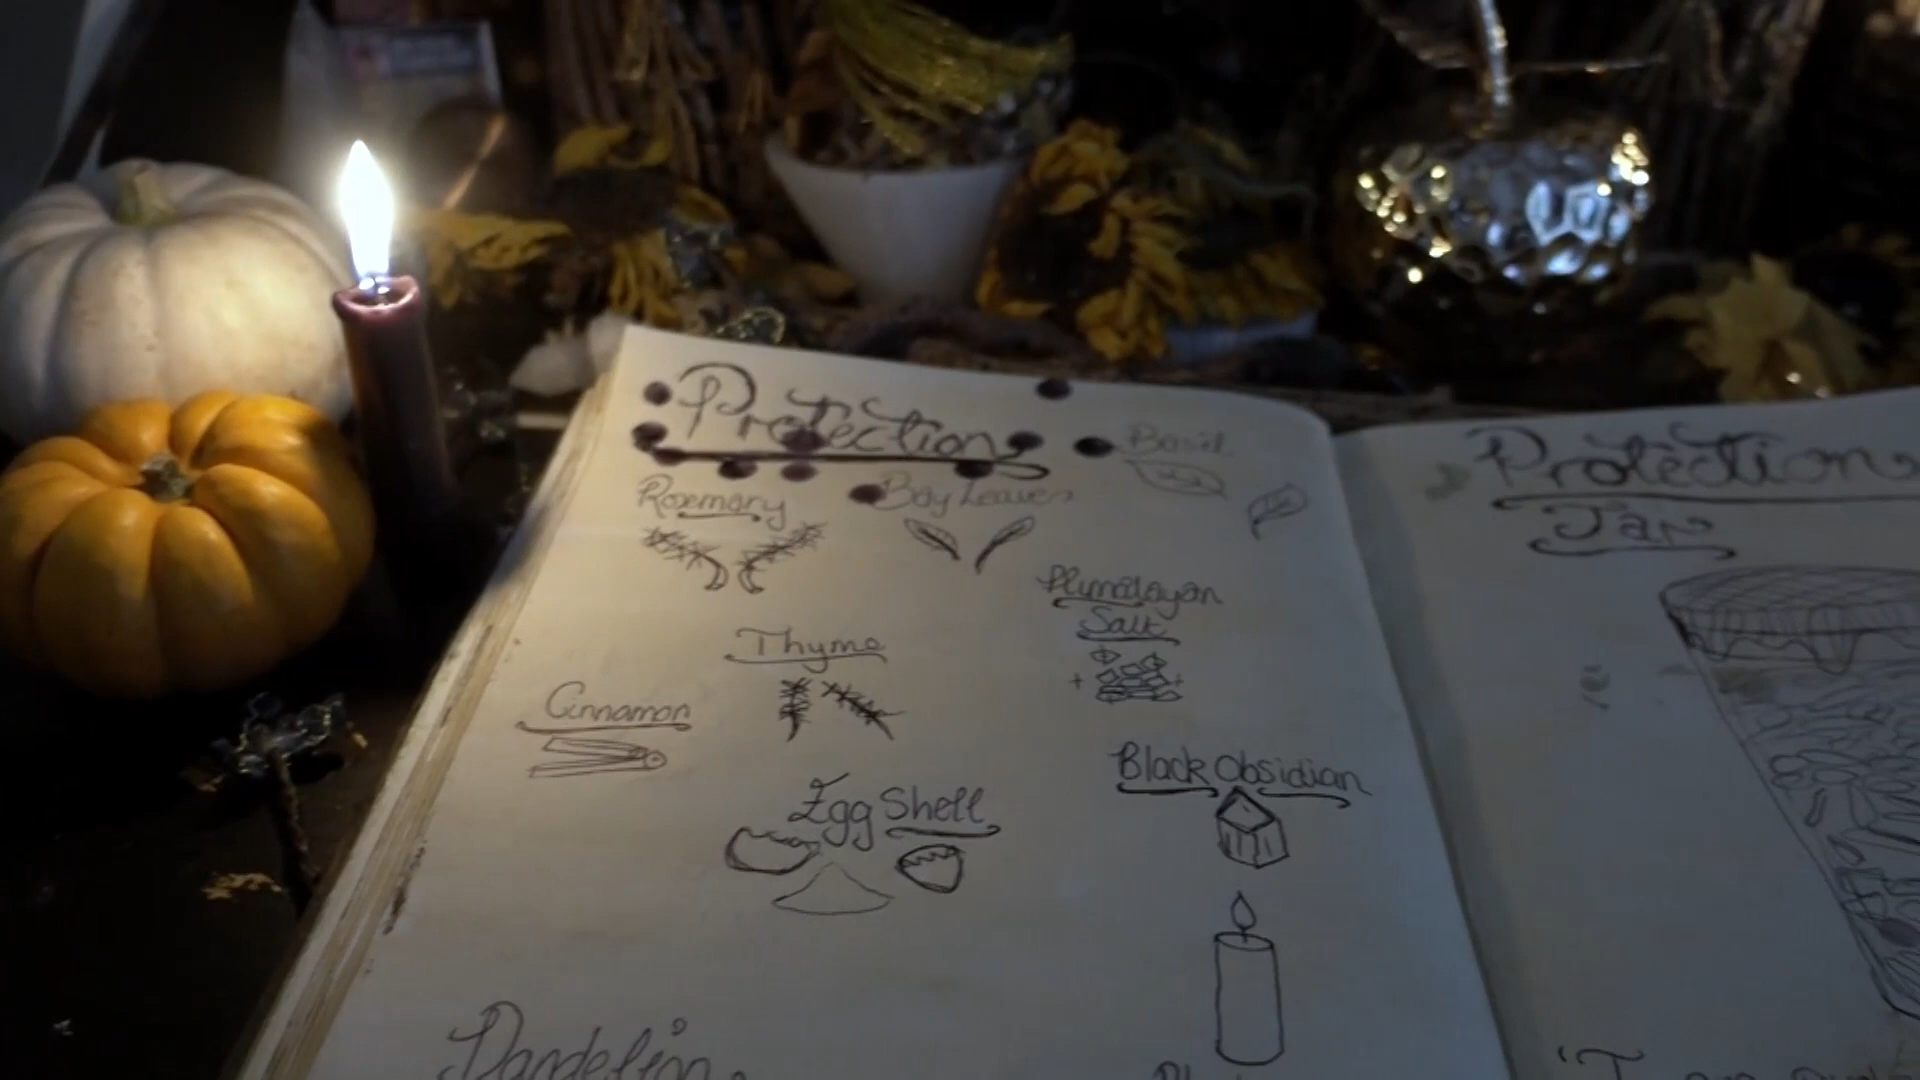 Protection
Basil
Rosemary
Bay Leaves
Himalayan
Salt
Thyme
Cinnamon
Black Obsidian
Egg Shell
Dandelion
Protection
Jar